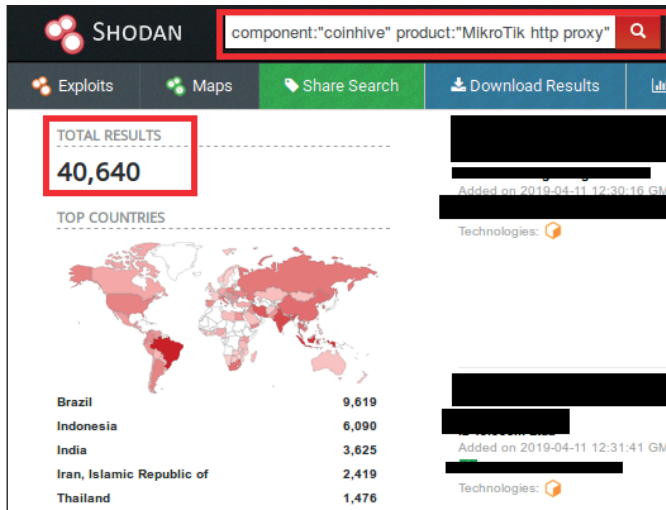 SHODAN
component:"coinhive" product:"MikroTik http proxy"
Exploits
Maps
Share Search
Download Results
TOTAL RESULTS
40,640
TOP COUNTRIES
Brazil 9,619
Indonesia 6,090
India 3,625
Iran, Islamic Republic of 2,419
Thailand 1,476
Added on 2019-04-11 12:30:16 GM
Technologies:
Added on 2019-04-11 12:31:41 GM
Technologies: